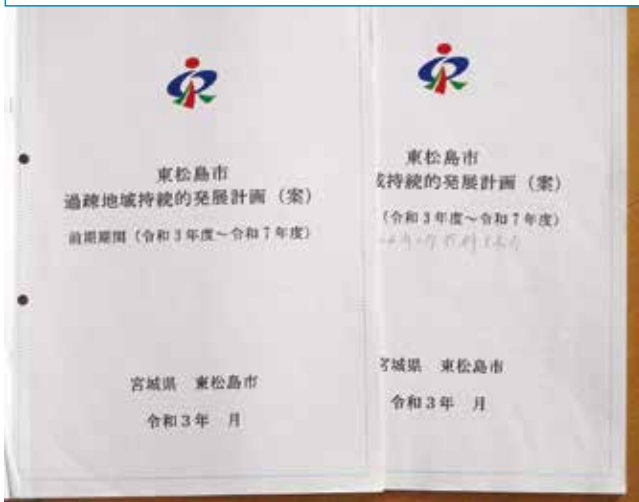 東松島市
過疎地域持続的発展計画（案）
前期期間（令和３年度～令和７年度）
宮城県　東松島市
令和３年　月
東松島市
域持続的発展計画（案）
（令和３年度～令和７年度）
宮城県　東松島市
令和３年　月